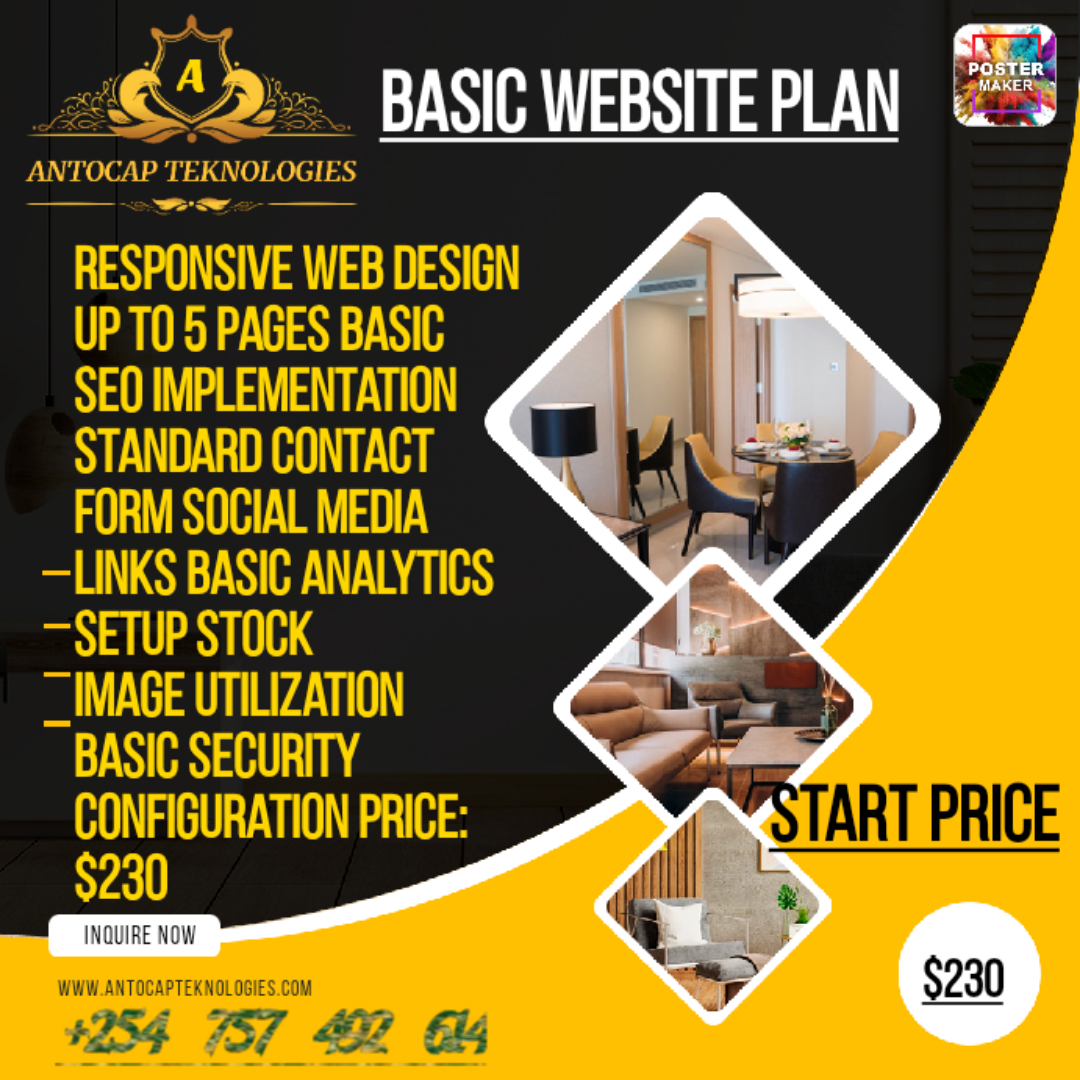 A
ANTOCAP TEKNOLOGIES
BASIC WEBSITE PLAN
POSTER
MAKER
RESPONSIVE WEB DESIGN
UP TO 5 PAGES BASIC
SEO IMPLEMENTATION
STANDARD CONTACT
FORM SOCIAL MEDIA
LINKS BASIC ANALYTICS
SETUP STOCK
IMAGE UTILIZATION
BASIC SECURITY
CONFIGURATION PRICE:
$230
START PRICE
$230
INQUIRE NOW
WWW.ANTOCAPTEKNOLOGIES.COM
+254 757 492 614